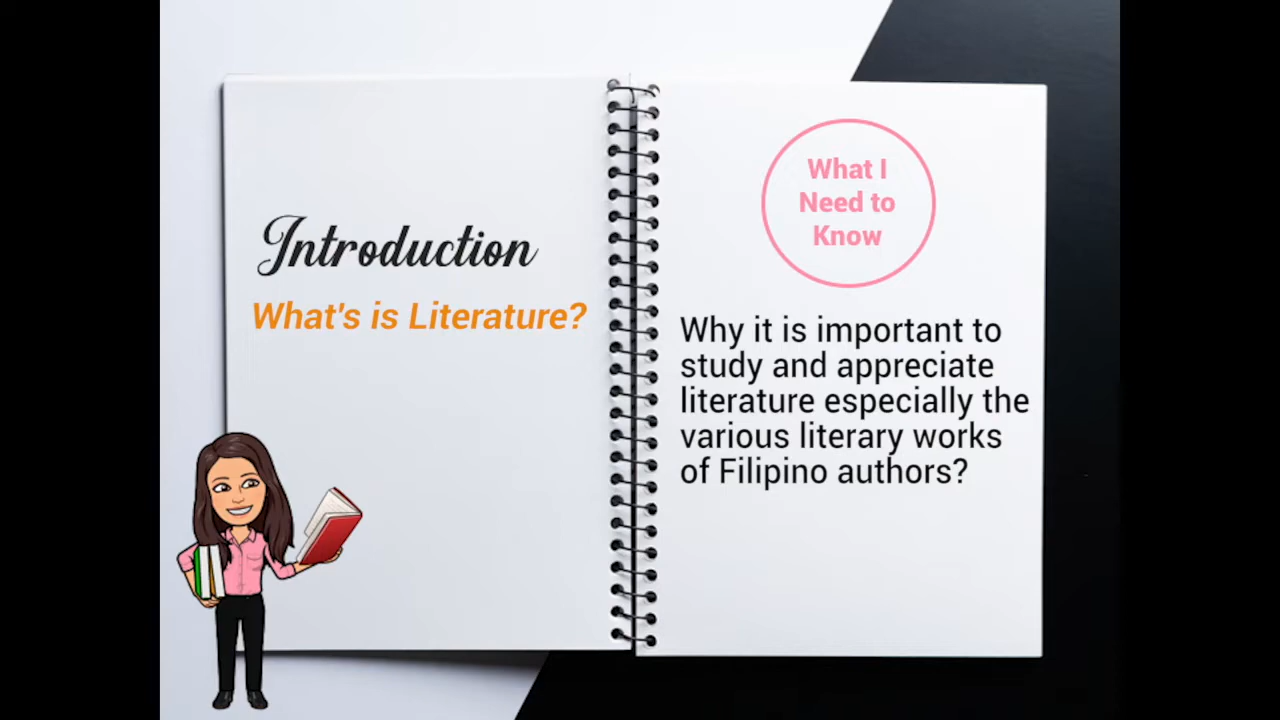 Introduction
What's is Literature?
What I
Need to
Know
Why it is important to
study and appreciate
literature especially the
various literary works
of Filipino authors?